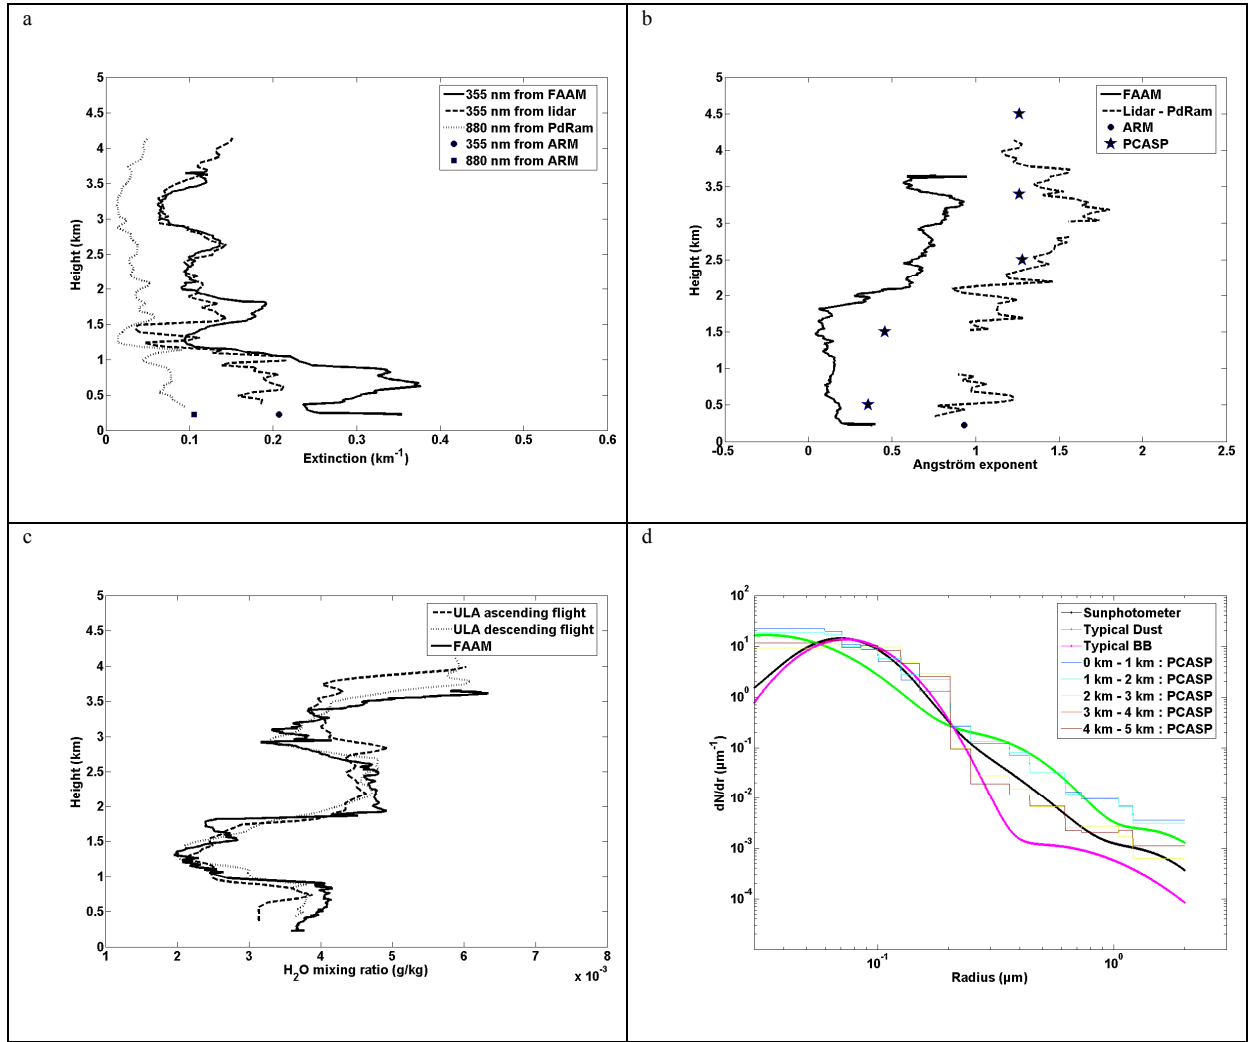 a
5
4.5
4
3.5
3
2.5
2
1.5
1
0.5
0
Height (km)
355 nm from FAAM
355 nm from lidar
880 nm from PdRam
355 nm from ARM
880 nm from ARM
0 0.1 0.2 0.3 0.4 0.5 0.6
Extinction (km⁻¹)
b
5
4.5
4
3.5
3
2.5
2
1.5
1
0.5
0
Height (km)
FAAM
Lidar - PdRam
ARM
PCASP
-0.5 0 0.5 1 1.5 2 2.5
Angström exponent
c
5
4.5
4
3.5
3
2.5
2
1.5
1
0.5
0
Height (km)
ULA ascending flight
ULA descending flight
FAAM
1 2 3 4 5 6 7 8
H₂O mixing ratio (g/kg)
x 10⁻³
d
10²
10¹
10⁰
10⁻¹
10⁻²
10⁻³
10⁻⁴
dN/dr (µm⁻¹)
Sunphotometer
Typical Dust
Typical BB
0 km - 1 km : PCASP
1 km - 2 km : PCASP
2 km - 3 km : PCASP
3 km - 4 km : PCASP
4 km - 5 km : PCASP
10⁻¹ 10⁰
Radius (µm)